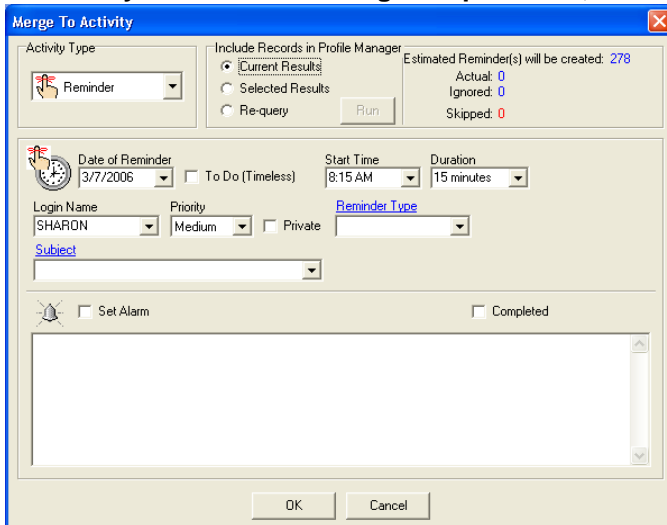 Merge To Activity
Activity Type
Reminder
Include Records in Profile Manager
Current Results
Selected Results
Re-query
Run
Estimated Reminder(s) will be created: 278
Actual: 0
Ignored: 0
Skipped: 0
Date of Reminder
3/7/2006
To Do (Timeless)
Start Time
8:15 AM
Duration
15 minutes
Login Name
SHARON
Priority
Medium
Private
Reminder Type
Subject
Set Alarm
Completed
OK
Cancel